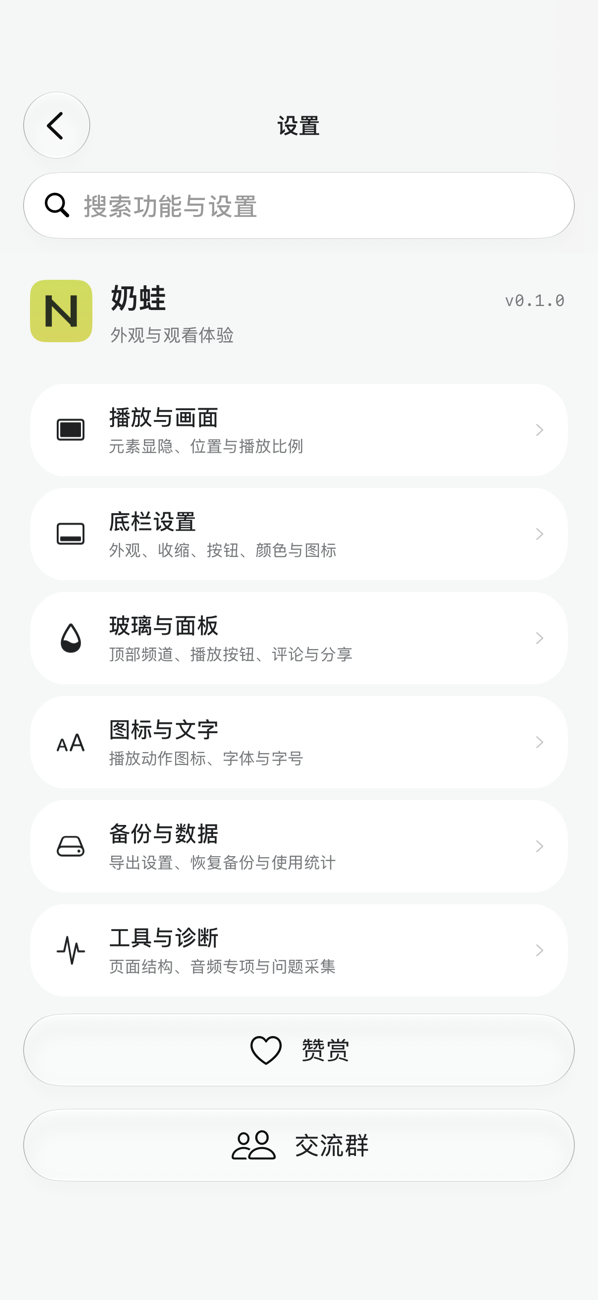 设置
搜索功能与设置
N
奶蛙
v0.1.0
外观与观看体验
播放与画面
元素显隐、位置与播放比例
底栏设置
外观、收缩、按钮、颜色与图标
玻璃与面板
顶部频道、播放按钮、评论与分享
AA
图标与文字
播放动作图标、字体与字号
备份与数据
导出设置、恢复备份与使用统计
工具与诊断
页面结构、音频专项与问题采集
赞赏
交流群